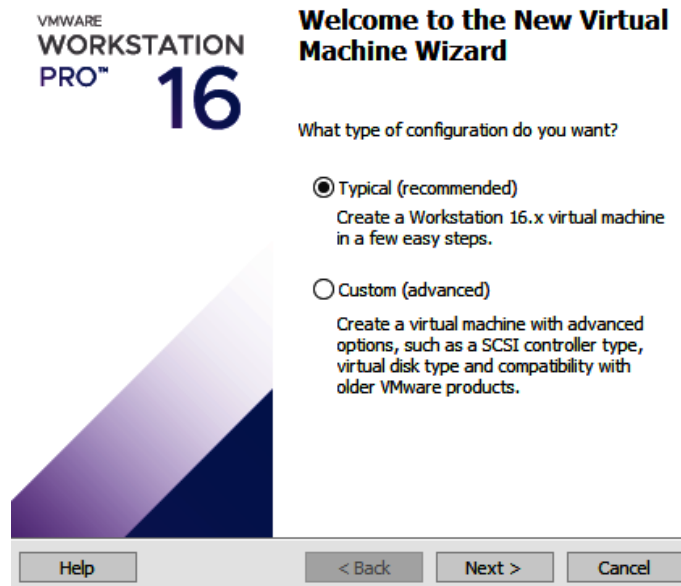 VMWARE
WORKSTATION
PRO™ 16
Welcome to the New Virtual
Machine Wizard
What type of configuration do you want?
Typical (recommended)
Create a Workstation 16.x virtual machine
in a few easy steps.
Custom (advanced)
Create a virtual machine with advanced
options, such as a SCSI controller type,
virtual disk type and compatibility with
older VMware products.
Help < Back Next > Cancel